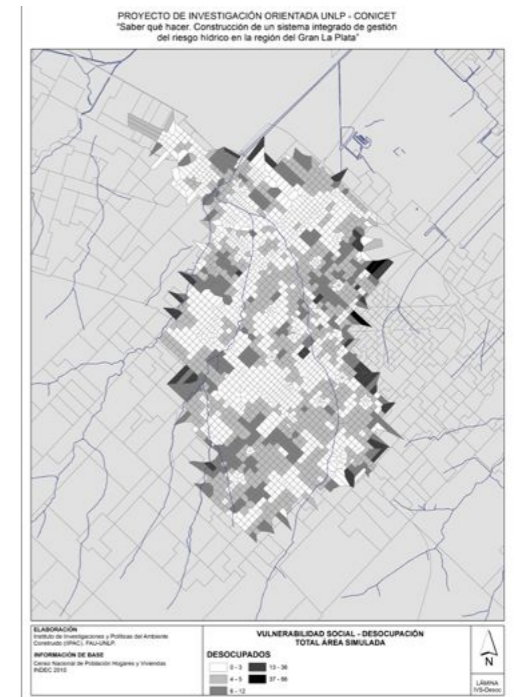 PROYECTO DE INVESTIGACIÓN ORIENTADA UNLP - CONICET
"Saber qué hacer. Construcción de un sistema integrado de gestión
del riesgo hídrico en la región del Gran La Plata"
ELABORACIÓN
Instituto de Investigaciones y Políticas del Ambiente
Construido (IIPAC), FAU-UNLP.
INFORMACIÓN DE BASE
Censo Nacional de Población Hogares y Viviendas
INDEC 2010
VULNERABILIDAD SOCIAL - DESOCUPACIÓN
TOTAL ÁREA SIMULADA
DESOCUPADOS
0 - 3
4 - 5
6 - 12
13 - 36
N
LÁMINA
IVS-Desoc